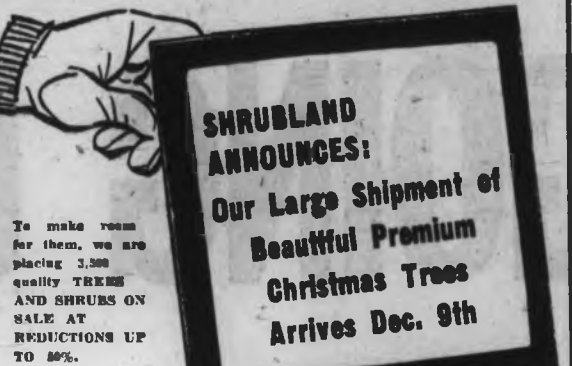 SHRUBLAND
ANNOUNCES:
Our Large Shipment of
Beautiful Premium
Christmas Trees
Arrives Dec. 9th
To make room
for them, we are
placing
quality TREES
AND SHRUBS ON
SALE AT
REDUCTIONS UP
TO